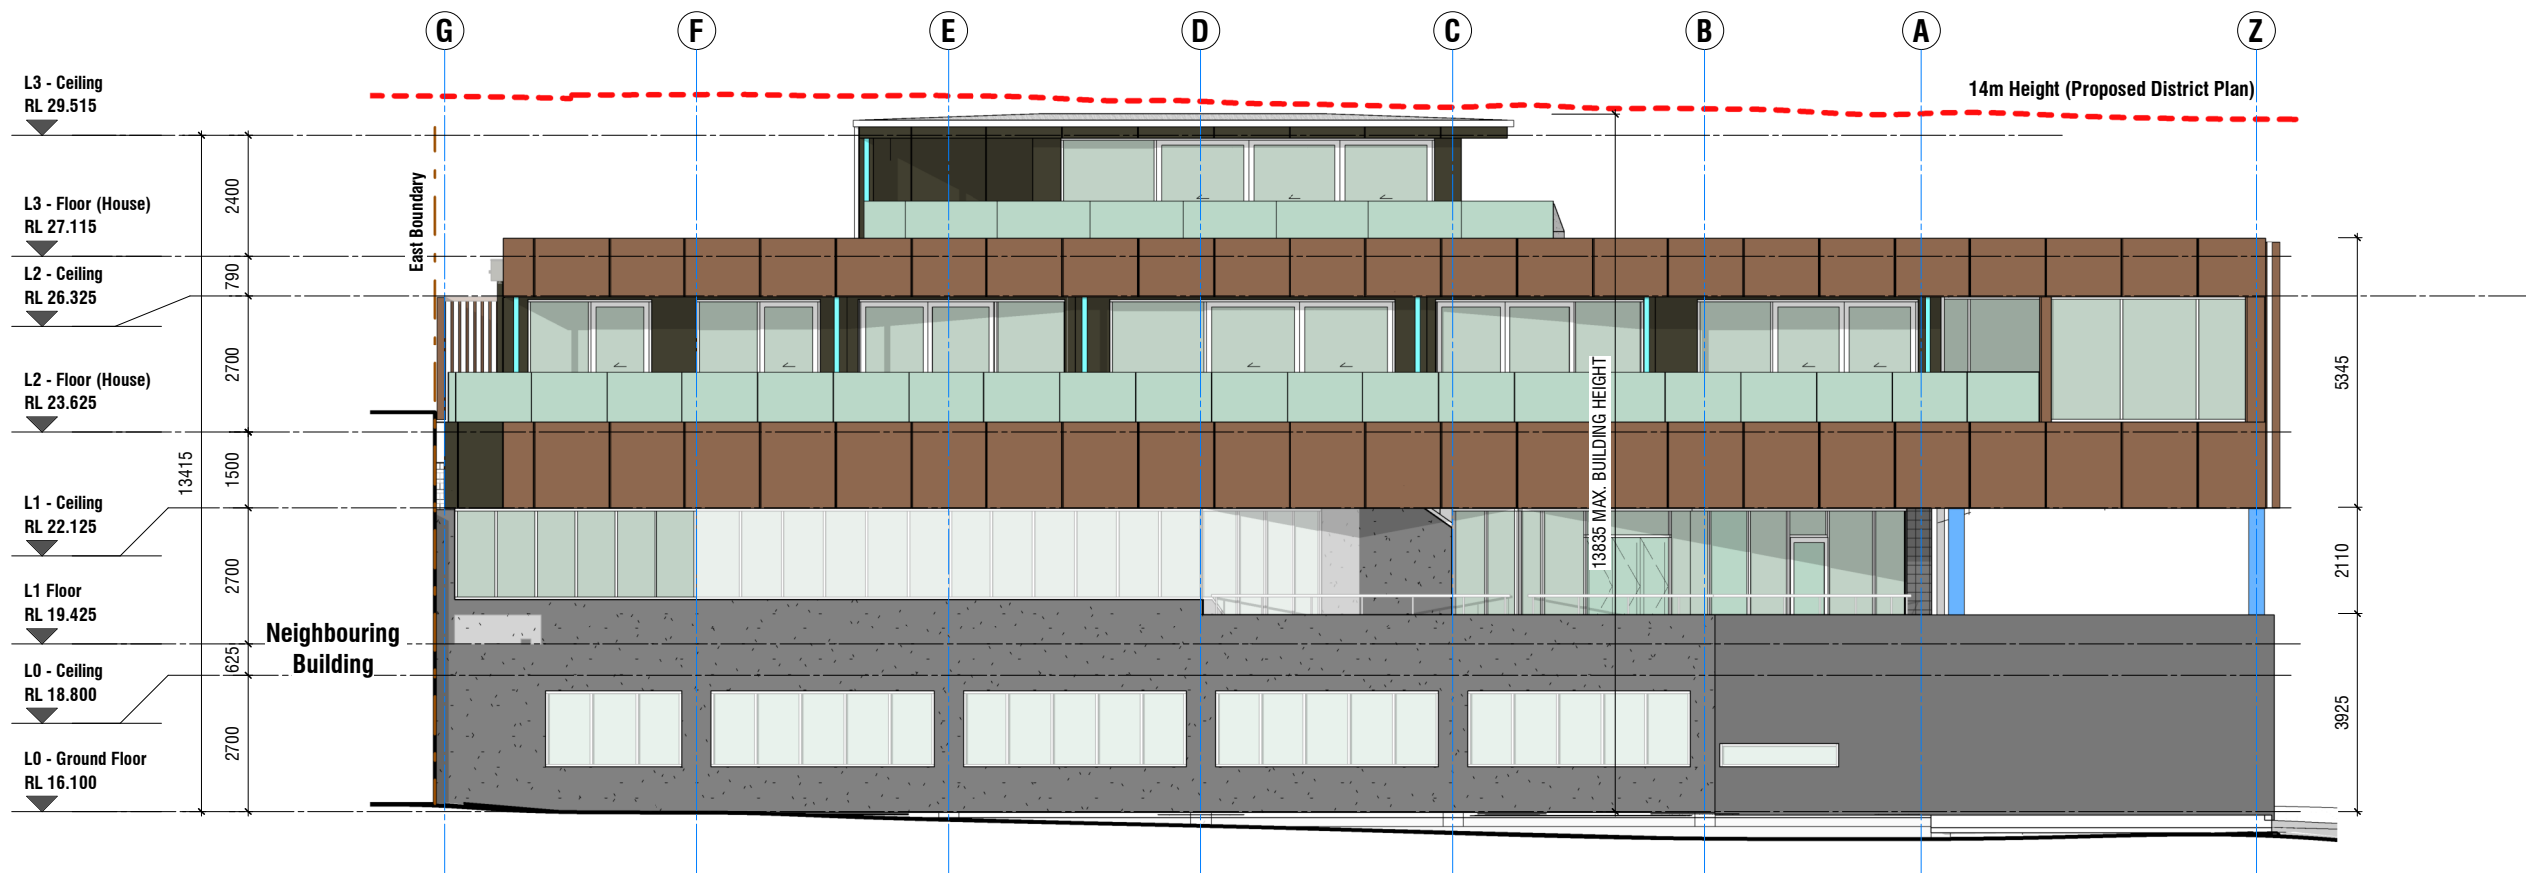 G F E D C B A Z
14m Height (Proposed District Plan)
L3 - Ceiling
RL 29.515
L3 - Floor (House)
RL 27.115
L2 - Ceiling
RL 26.325
L2 - Floor (House)
RL 23.625
L1 - Ceiling
RL 22.125
L1 Floor
RL 19.425
L0 - Ceiling
RL 18.800
L0 - Ground Floor
RL 16.100
13415
2400
790
2700
1500
2700
625
2700
East Boundary
Neighbouring
Building
13835 MAX. BUILDING HEIGHT
5345
2110
3925